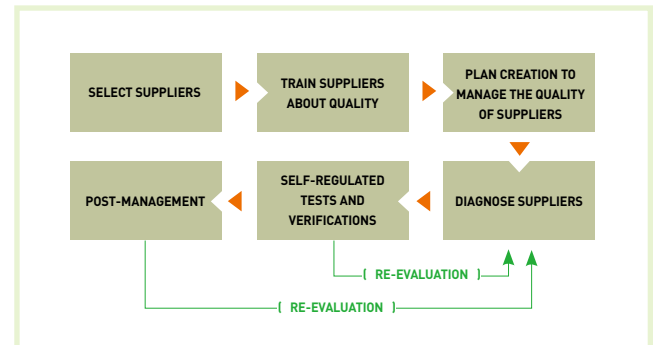 SELECT SUPPLIERS
TRAIN SUPPLIERS
ABOUT QUALITY
PLAN CREATION TO
MANAGE THE QUALITY
OF SUPPLIERS
POST-MANAGEMENT
SELF-REGULATED
TESTS AND
VERIFICATIONS
DIAGNOSE SUPPLIERS
( RE-EVALUATION )
( RE-EVALUATION )